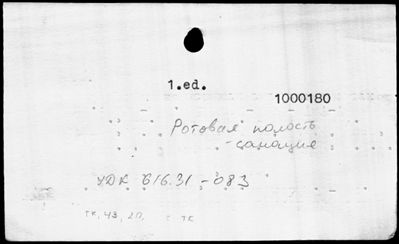 1.ed.
1000180
Ротовая полость
- санация
УДК 616.31-083